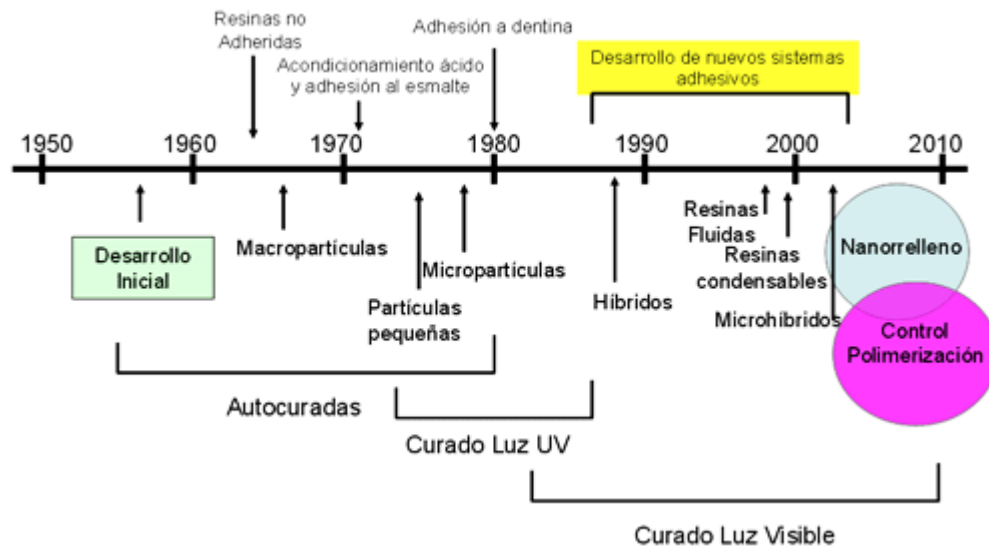 Resinas no
Adheridas
Acondicionamiento ácido
y adhesión al esmalte
Adhesión a dentina
Desarrollo de nuevos sistemas
adhesivos
1950 1960 1970 1980 1990 2000 2010
Desarrollo
Inicial
Macropartículas
Partículas
pequeñas
Micropartículas
Híbridos
Resinas
Fluidas
Resinas
condensables
Microhíbridos
Nanorrelleno
Control
Polimerización
Autocuradas
Curado Luz UV
Curado Luz Visible